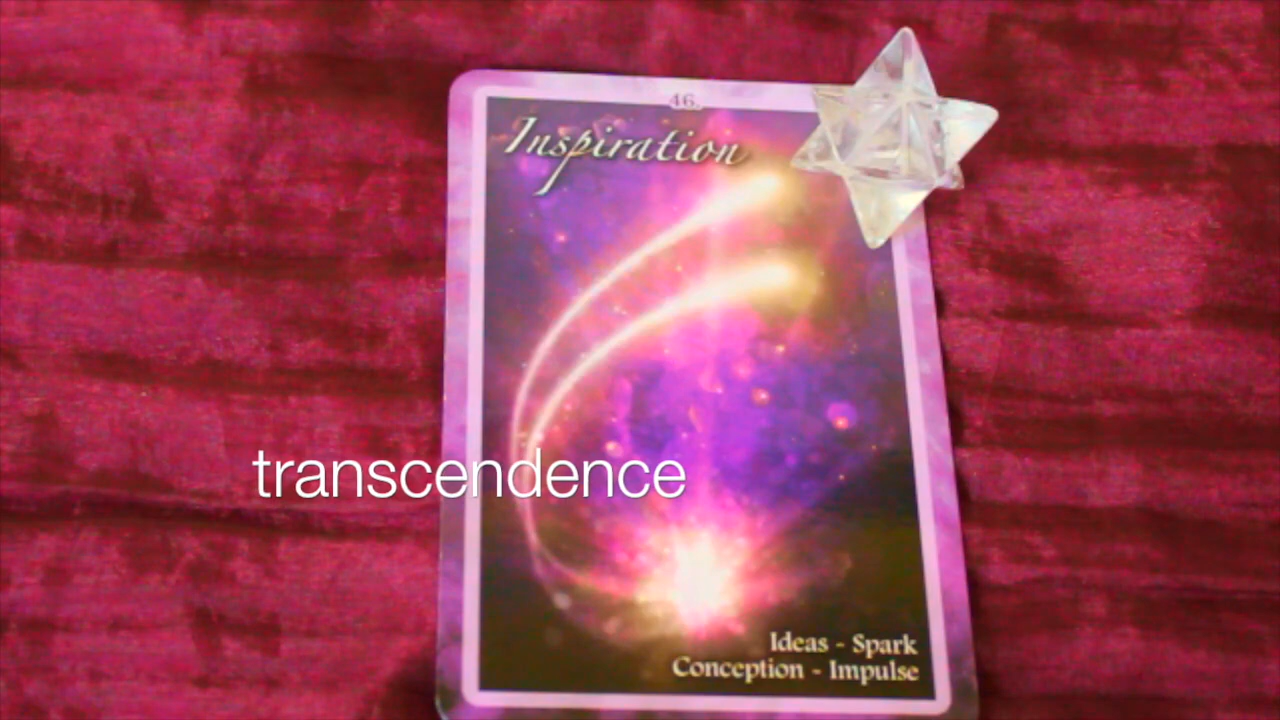 46.
Inspiration
transcendence
Ideas - Spark
Conception - Impulse